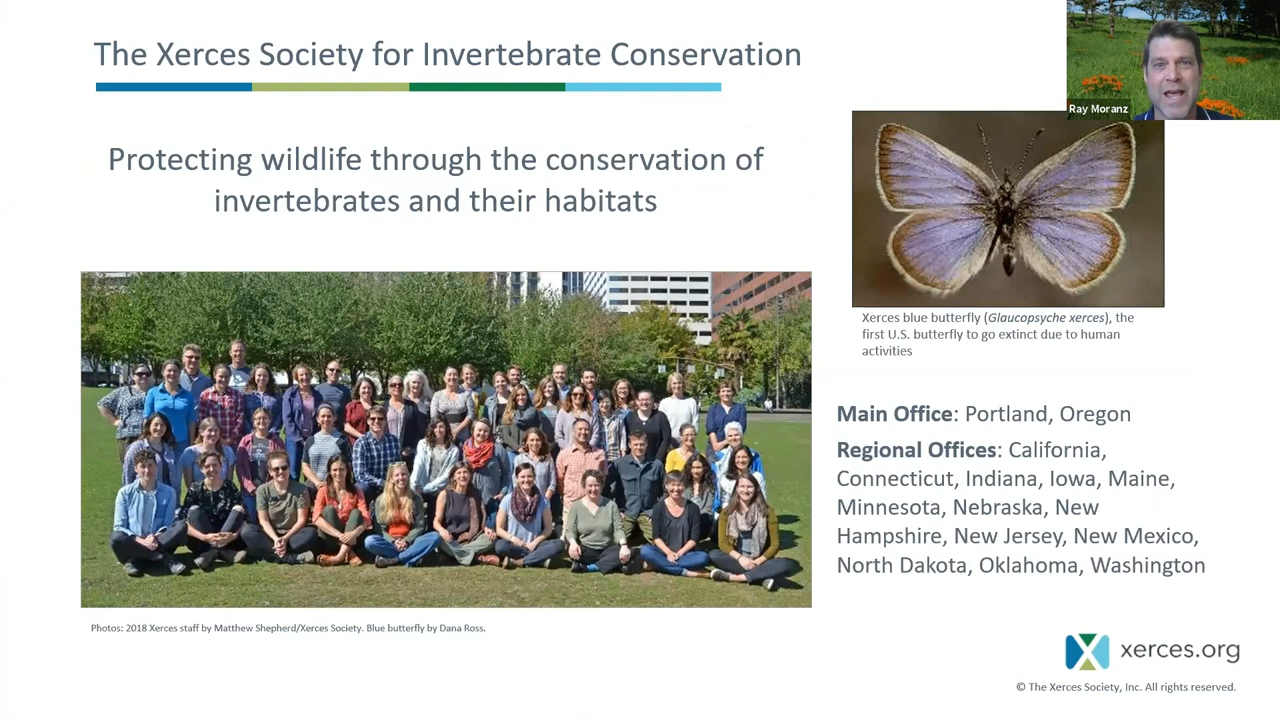 The Xerces Society for Invertebrate Conservation
Ray Moranz
Protecting wildlife through the conservation of
invertebrates and their habitats
Xerces blue butterfly (Glaucopsyche xerces), the
first U.S. butterfly to go extinct due to human
activities
Main Office: Portland, Oregon
Regional Offices: California,
Connecticut, Indiana, Iowa, Maine,
Minnesota, Nebraska, New
Hampshire, New Jersey, New Mexico,
North Dakota, Oklahoma, Washington
Photos: 2018 Xerces staff by Matthew Shepherd/Xerces Society. Blue butterfly by Dana Ross.
xerces.org
© The Xerces Society, Inc. All rights reserved.